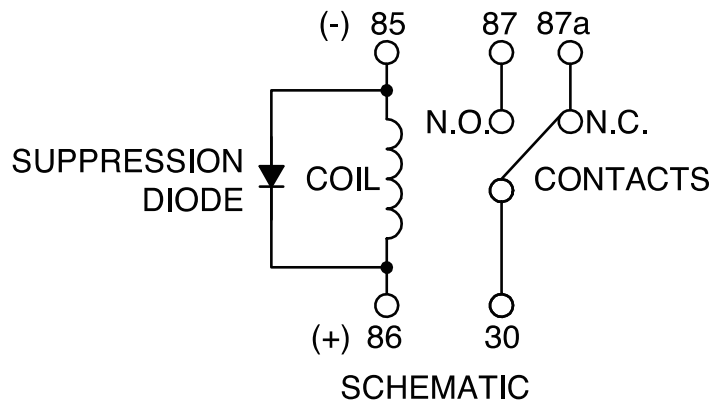 (-) 85 87 87a
N.O. N.C.
SUPPRESSION
DIODE
COIL
CONTACTS
(+) 86 30
SCHEMATIC